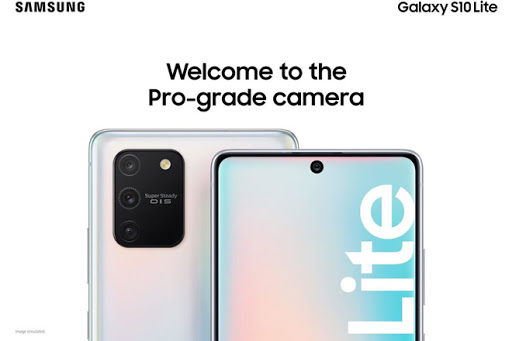 SAMSUNG
Galaxy S10 Lite
Welcome to the
Pro-grade camera
Super Steady
OIS
Lite
Image simulated.